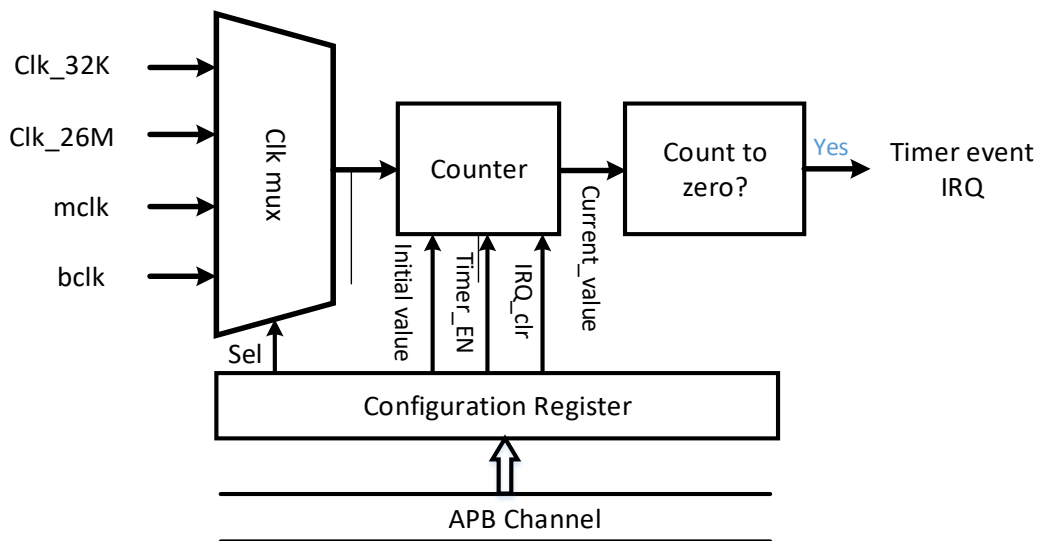 Clk_32K
Clk_26M
mclk
bclk
Clk mux
Sel
Counter
Initial value
Timer_EN
IRQ_clr
Current_value
Count to
zero?
Yes
Timer event
IRQ
Configuration Register
APB Channel